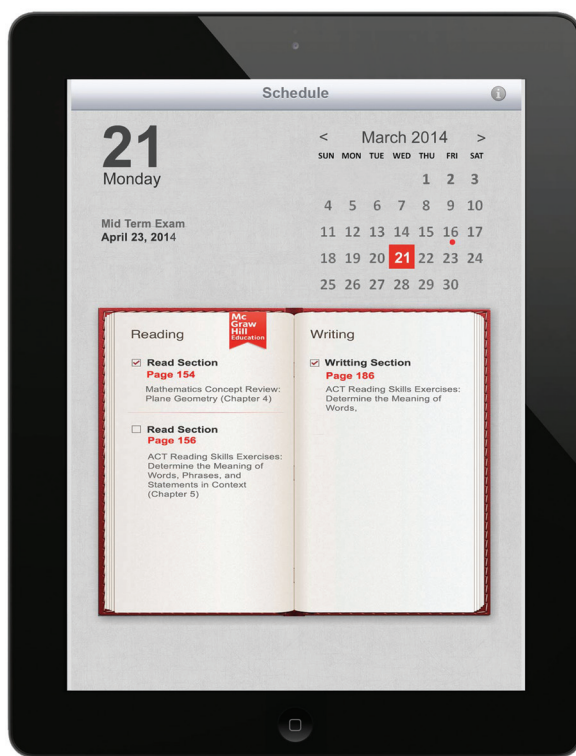 Schedule
21
Monday
Mid Term Exam
April 23, 2014
< March 2014 >
SUN MON TUE WED THU FRI SAT
1 2 3
4 5 6 7 8 9 10
11 12 13 14 15 16 17
18 19 20 21 22 23 24
25 26 27 28 29 30
Mc
Graw
Hill
Education
Reading
Read Section
Page 154
Mathematics Concept Review:
Plane Geometry (Chapter 4)
Read Section
Page 156
ACT Reading Skills Exercises:
Determine the Meaning of
Words, Phrases, and
Statements in Context
(Chapter 5)
Writing
Writting Section
Page 186
ACT Reading Skills Exercises:
Determine the Meaning of
Words,